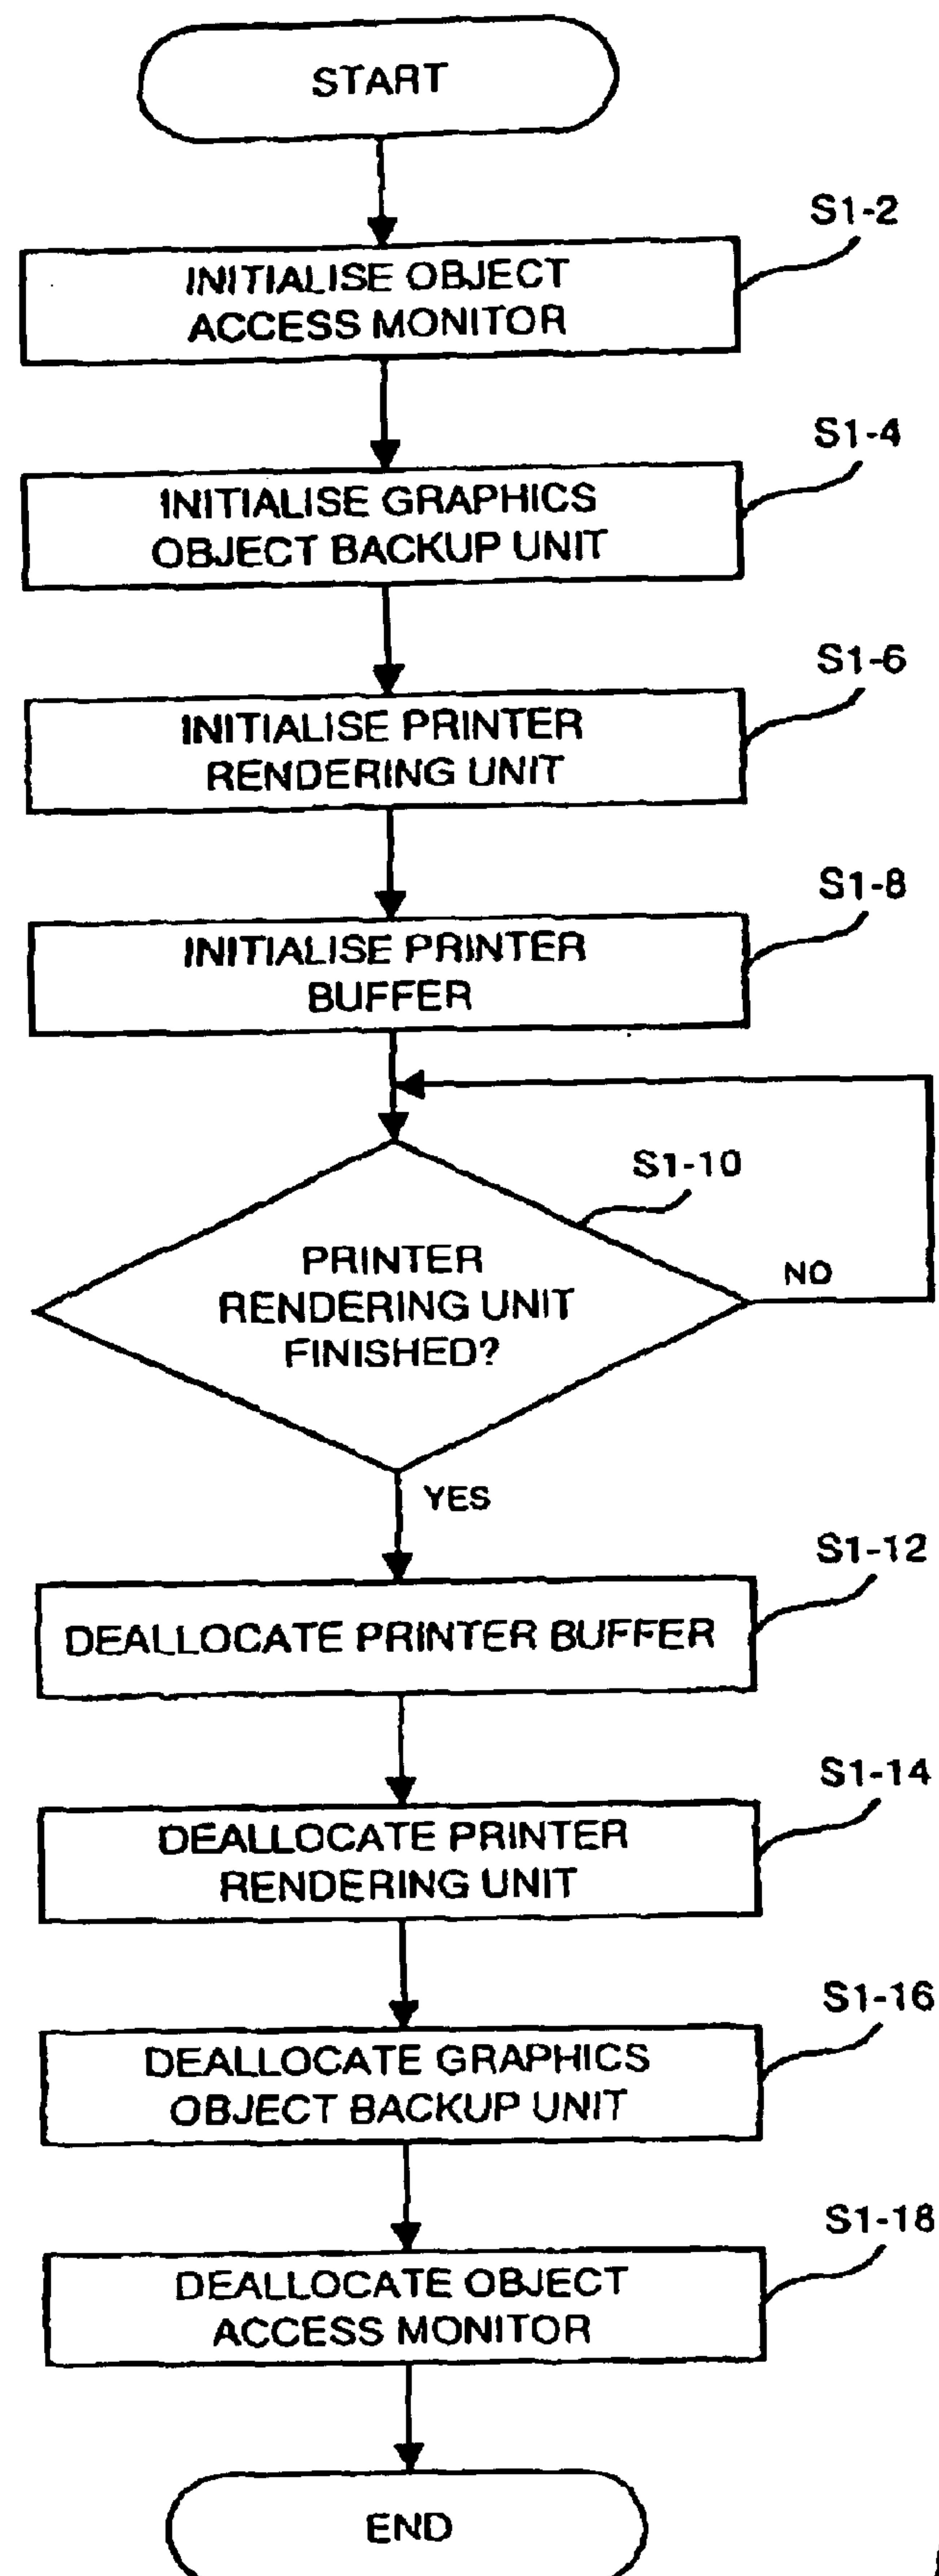 START
S1-2
INITIALISE OBJECT
ACCESS MONITOR
S1-4
INITIALISE GRAPHICS
OBJECT BACKUP UNIT
S1-6
INITIALISE PRINTER
RENDERING UNIT
S1-8
INITIALISE PRINTER
BUFFER
S1-10
PRINTER
RENDERING UNIT
FINISHED?
NO
YES
S1-12
DEALLOCATE PRINTER BUFFER
S1-14
DEALLOCATE PRINTER
RENDERING UNIT
S1-16
DEALLOCATE GRAPHICS
OBJECT BACKUP UNIT
S1-18
DEALLOCATE OBJECT
ACCESS MONITOR
END